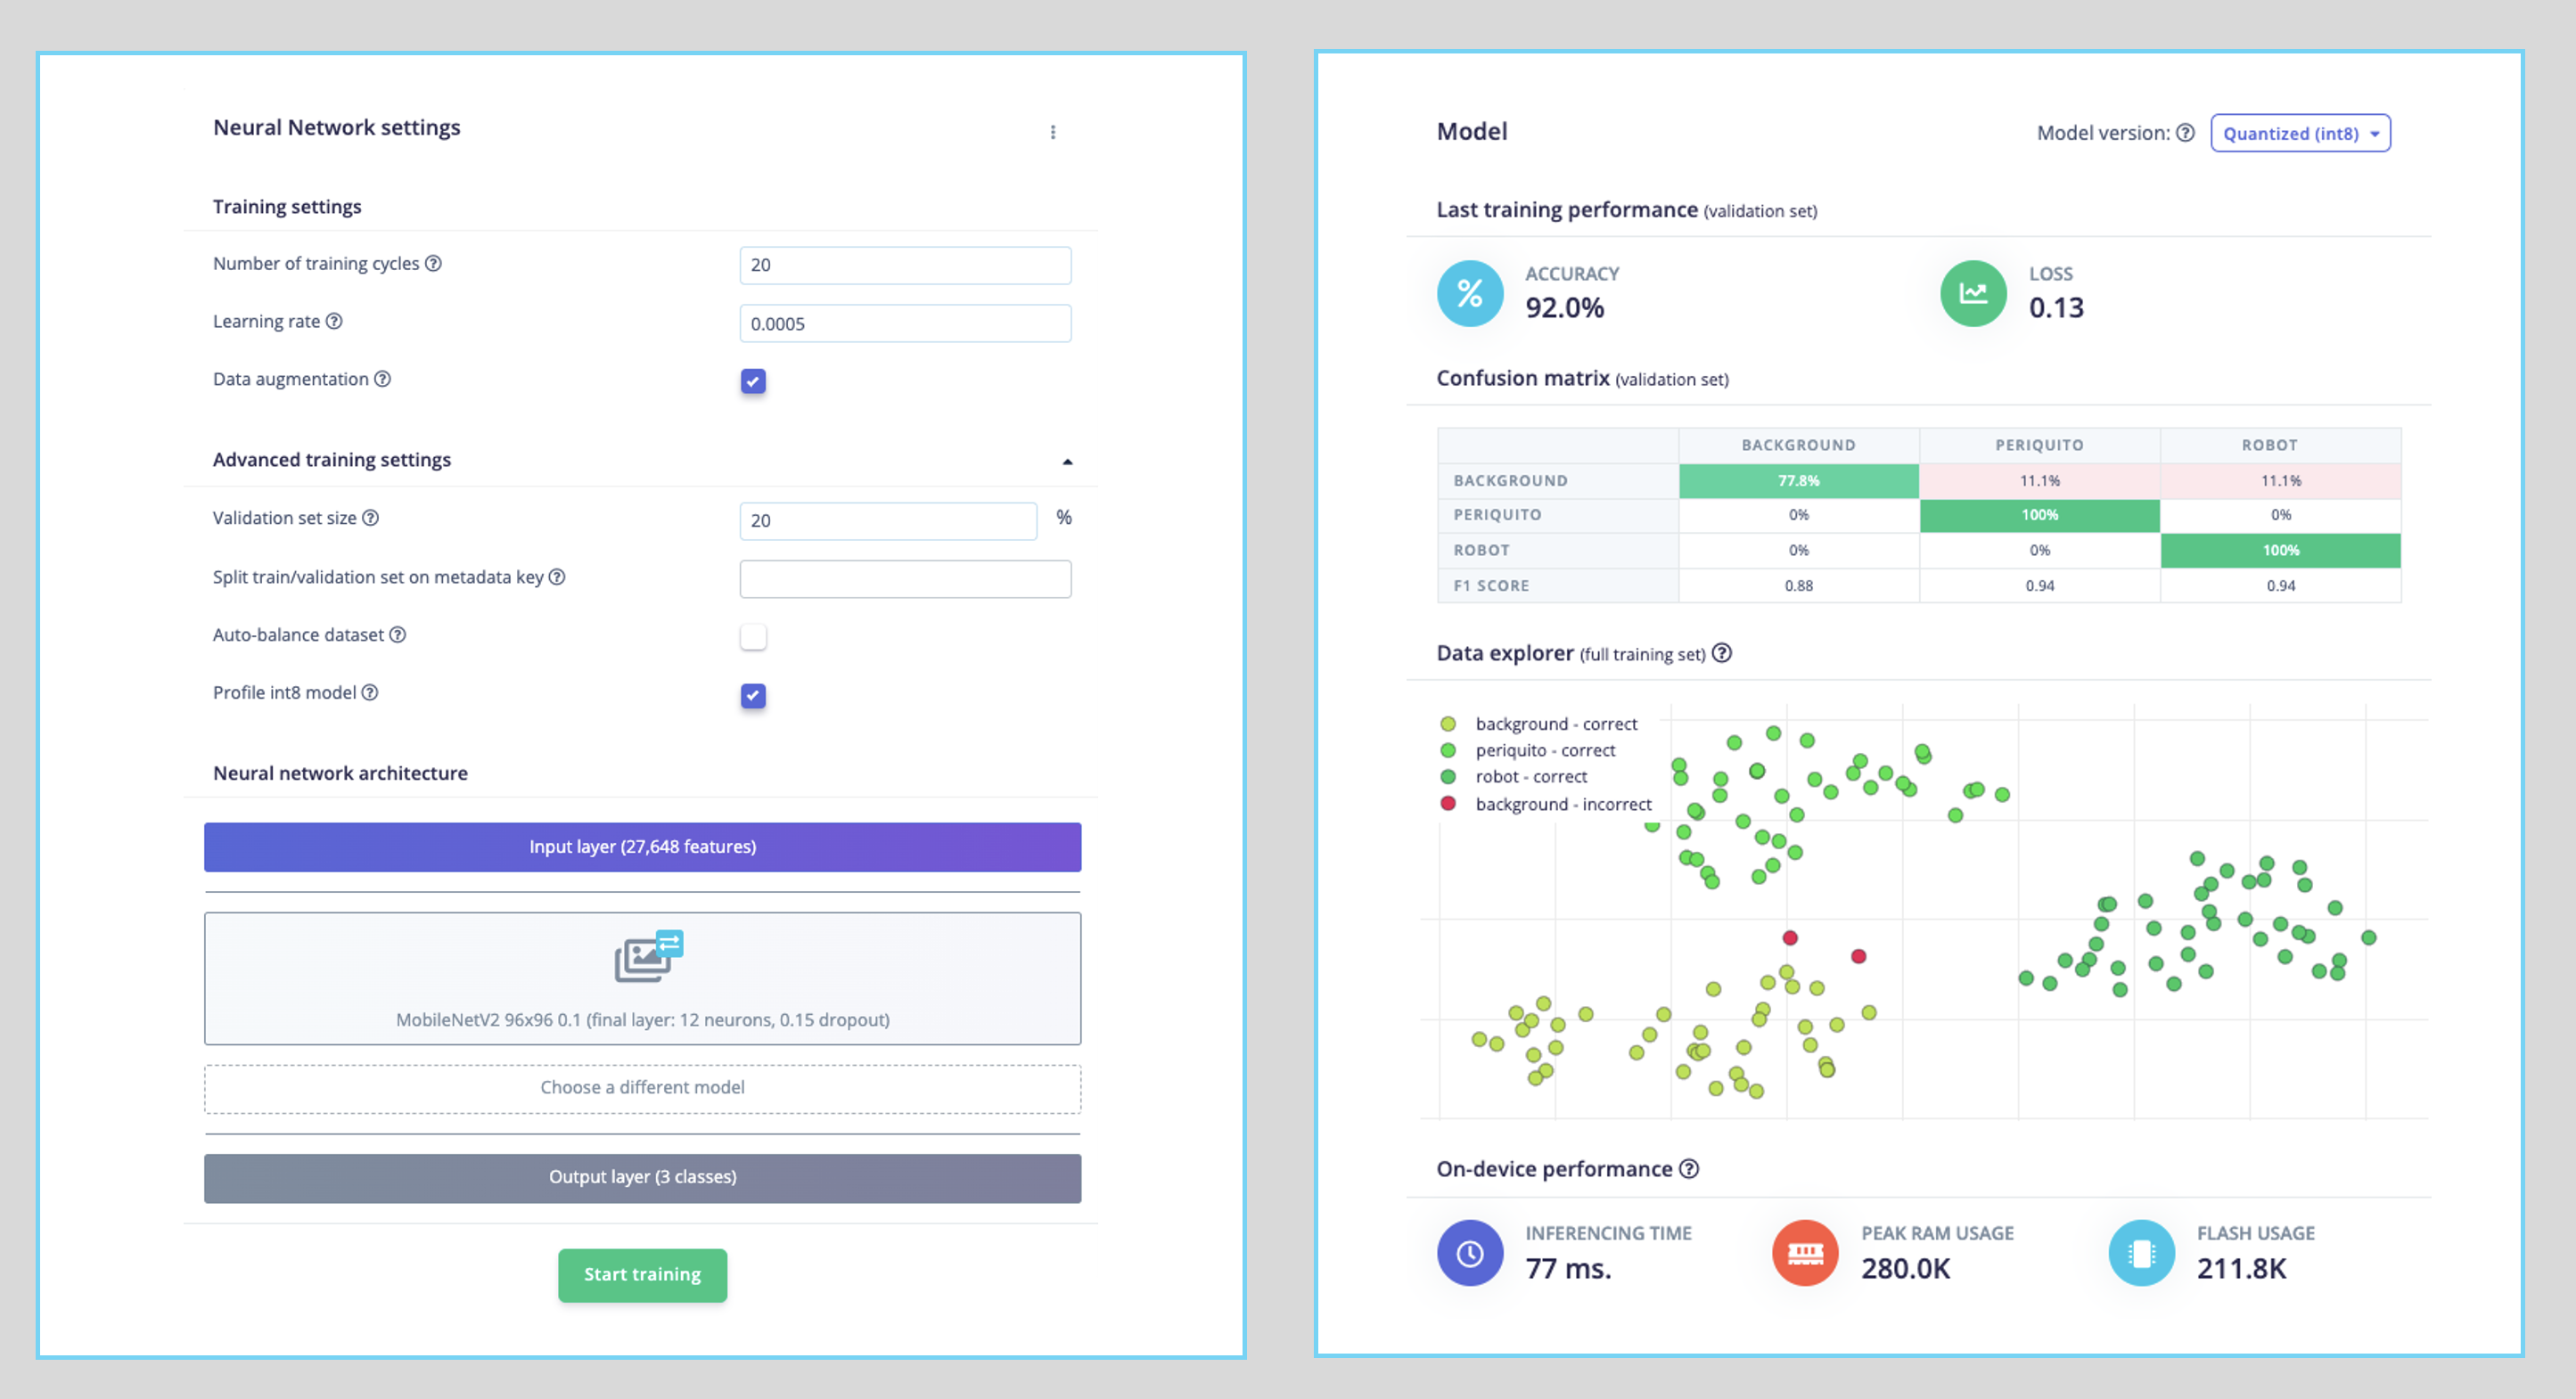 Neural Network settings
Training settings
Number of training cycles
20
Learning rate
0.0005
Data augmentation
Advanced training settings
Validation set size
20 %
Split train/validation set on metadata key
Auto-balance dataset
Profile int8 model
Neural network architecture
Input layer (27,648 features)
MobileNetV2 96x96 0.1 (final layer: 12 neurons, 0.15 dropout)
Choose a different model
Output layer (3 classes)
Start training
Model
Model version: Quantized (int8)
Last training performance (validation set)
% ACCURACY
92.0%
LOSS
0.13
Confusion matrix (validation set)
BACKGROUND PERIQUITO ROBOT
BACKGROUND 77.8% 11.1% 11.1%
PERIQUITO 0% 100% 0%
ROBOT 0% 0% 100%
F1 SCORE 0.88 0.94 0.94
Data explorer (full training set)
background - correct
periquito - correct
robot - correct
background - incorrect
On-device performance
INFERENCING TIME
77 ms.
PEAK RAM USAGE
280.0K
FLASH USAGE
211.8K